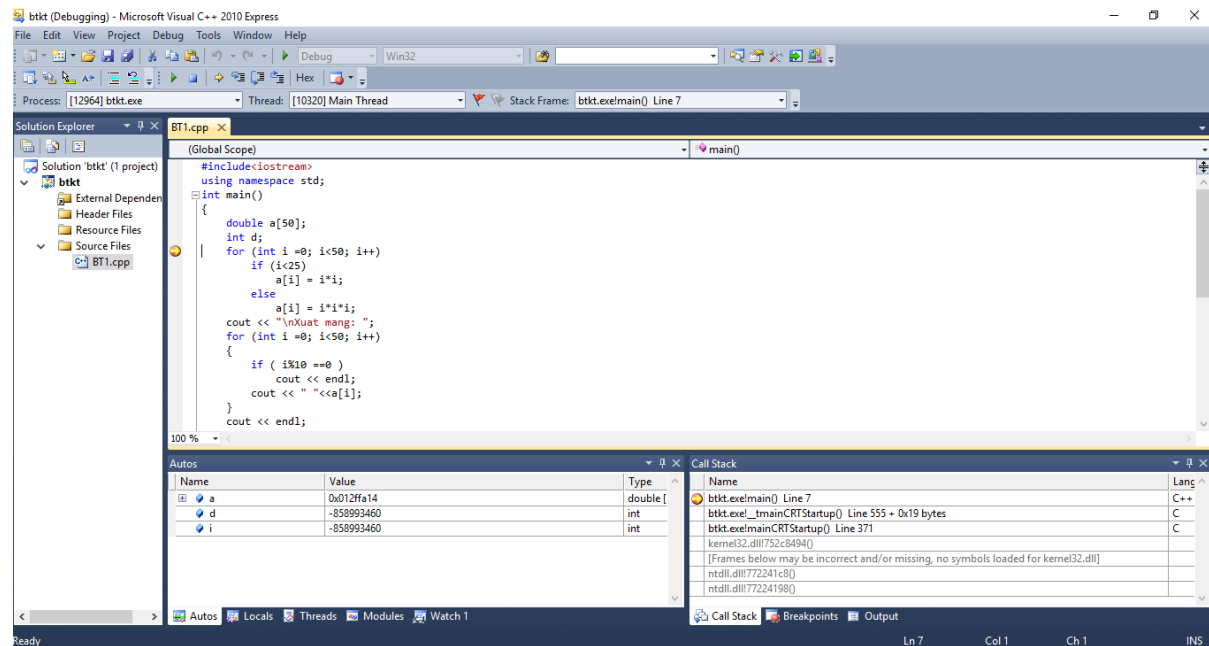 btkt (Debugging) - Microsoft Visual C++ 2010 Express
File Edit View Project Debug Tools Window Help
Debug Win32
Hex
Process: [12964] btkt.exe Thread: [10320] Main Thread Stack Frame: btkt.exe!main() Line 7
Solution Explorer
BT1.cpp
(Global Scope) main()
Solution 'btkt' (1 project)
btkt
External Dependen
Header Files
Resource Files
Source Files
BT1.cpp
#include<iostream>
using namespace std;
int main()
{
double a[50];
int d;
for (int i =0; i<50; i++)
if (i<25)
a[i] = i*i;
else
a[i] = i*i*i;
cout << "\nXuat mang: ";
for (int i =0; i<50; i++)
{
if ( i%10 ==0 )
cout << endl;
cout << " "<<a[i];
}
cout << endl;
100 %
Autos
Name Value Type
a 0x012ffa14 double [
d -858993460 int
i -858993460 int
Autos Locals Threads Modules Watch 1
Call Stack
Name Lang
btkt.exe!main() Line 7 C++
btkt.exe!__tmainCRTStartup() Line 555 + 0x19 bytes C
btkt.exe!mainCRTStartup() Line 371 C
kernel32.dll!752c8494()
[Frames below may be incorrect and/or missing, no symbols loaded for kernel32.dll]
ntdll.dll!772241c8()
ntdll.dll!77224198()
Call Stack Breakpoints Output
Ready Ln 7 Col 1 Ch 1 INS